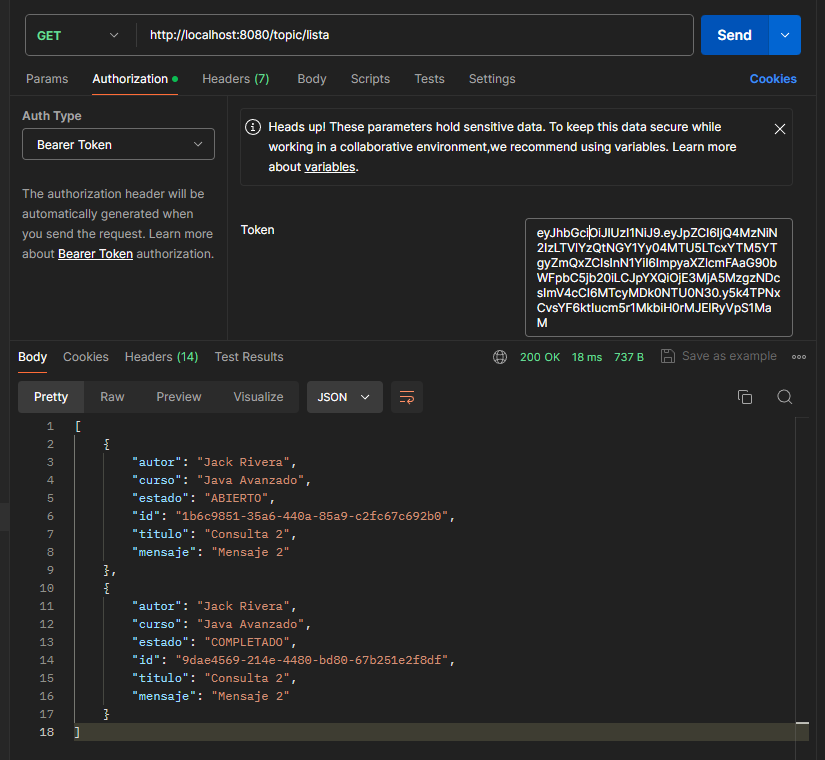 GET http://localhost:8080/topic/lista Send
Params Authorization Headers (7) Body Scripts Tests Settings Cookies
Auth Type
Bearer Token
The authorization header will be
automatically generated when
you send the request. Learn more
about Bearer Token authorization.
Heads up! These parameters hold sensitive data. To keep this data secure while
working in a collaborative environment,we recommend using variables. Learn more
about variables.
Token
eyJhbGciOiJIUzI1NiJ9.eyJpZCI6IjQ4MzNiN
2IzLTVlYzQtNGY1Yy04MTU5LTcxYTM5YT
gyZmQxZCIsInN1YiI6ImpyaXZlcmFAaG90b
WFpbC5jb20iLCJpYXQiOjE3MjA5MzgzNDc
sImV4cCI6MTcyMDk0NTU0N30.y5k4TPNx
CvsYF6ktIucm5r1MkbiH0rMJElRyVpS1Ma
M
Body Cookies Headers (14) Test Results 200 OK 18 ms 737 B Save as example
Pretty Raw Preview Visualize JSON
1 [
2 {
3 "autor": "Jack Rivera",
4 "curso": "Java Avanzado",
5 "estado": "ABIERTO",
6 "id": "1b6c9851-35a6-440a-85a9-c2fc67c692b0",
7 "titulo": "Consulta 2",
8 "mensaje": "Mensaje 2"
9 },
10 {
11 "autor": "Jack Rivera",
12 "curso": "Java Avanzado",
13 "estado": "COMPLETADO",
14 "id": "9dae4569-214e-4480-bd80-67b251e2f8df",
15 "titulo": "Consulta 2",
16 "mensaje": "Mensaje 2"
17 }
18 ]